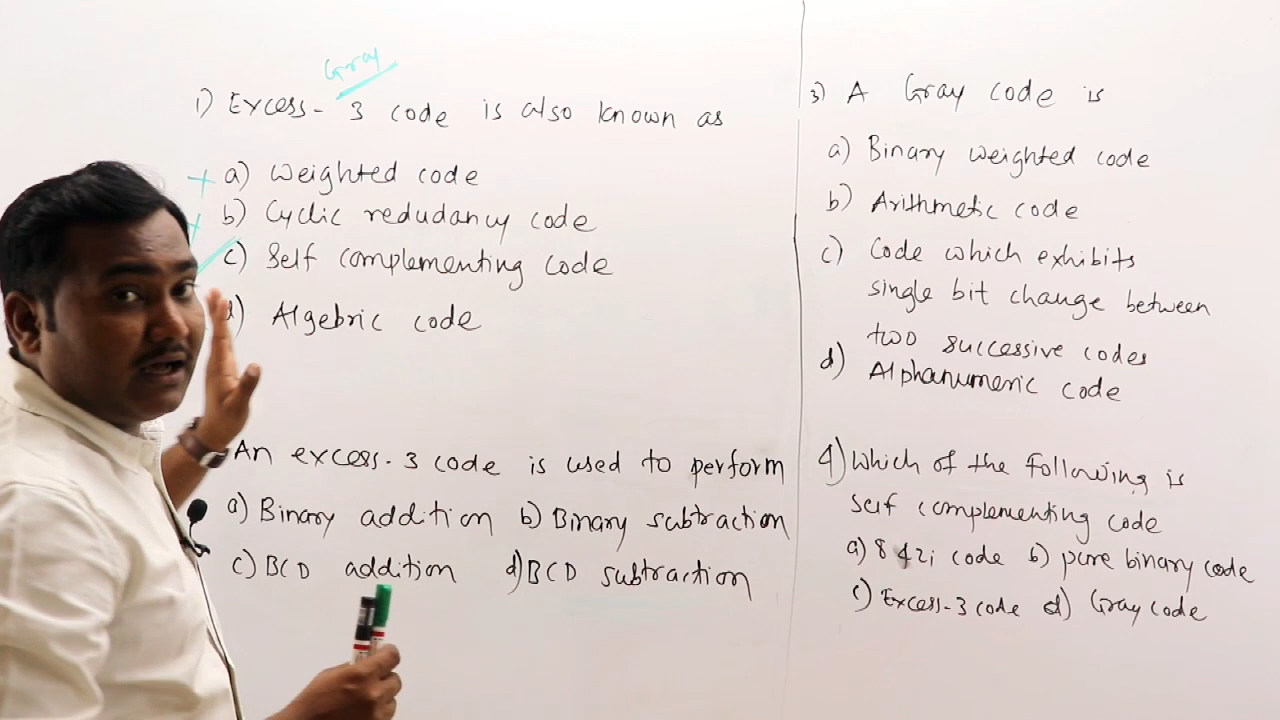 Gray
1) Excess-3 code is also known as
a) Weighted code
b) Cyclic redudancy code
c) Self complementing code
d) Algebric code
An excess-3 code is used to perform
a) Binary addition b) Binary subtraction
c) BCD addition d) BCD subtraction
3) A Gray code is
a) Binary weighted code
b) Arithmetic code
c) Code which exhibits
single bit change between
two successive codes
d) Alphanumeric code
4) Which of the following is
self complementing code
a) 8421 code b) pure binary code
c) Excess-3 code d) Gray code